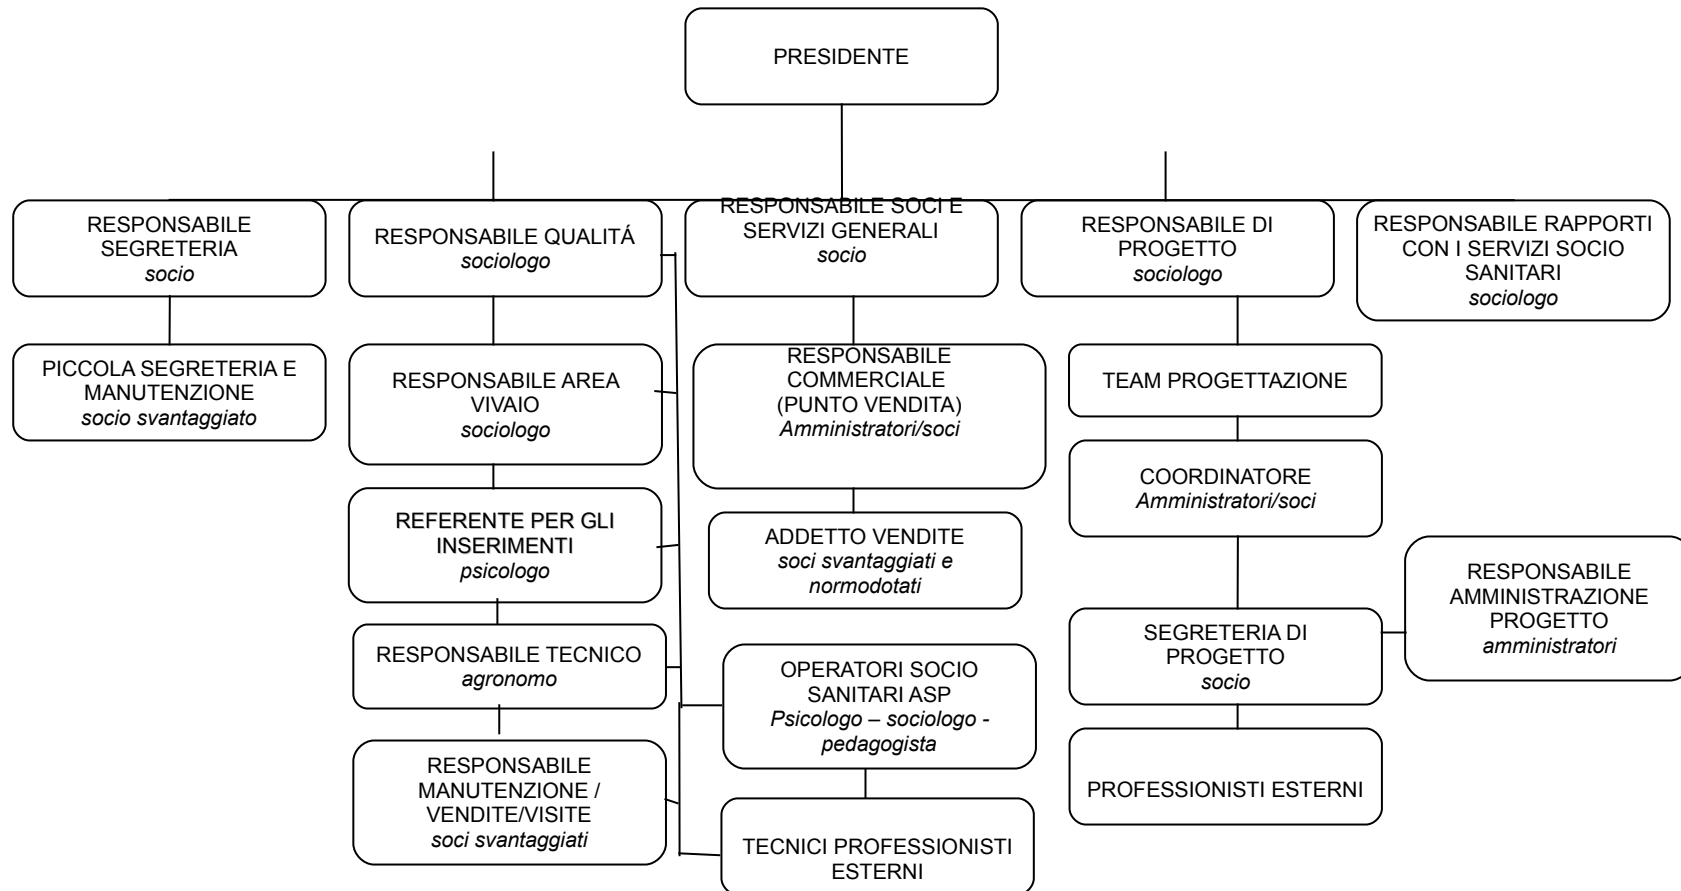 PRESIDENTE
RESPONSABILE
SEGRETERIA
socio
RESPONSABILE QUALITÁ
sociologo
RESPONSABILE SOCI E
SERVIZI GENERALI
socio
RESPONSABILE DI
PROGETTO
sociologo
RESPONSABILE RAPPORTI
CON I SERVIZI SOCIO
SANITARI
sociologo
PICCOLA SEGRETERIA E
MANUTENZIONE
socio svantaggiato
RESPONSABILE AREA
VIVAIO
sociologo
RESPONSABILE
COMMERCIALE
(PUNTO VENDITA)
Amministratori/soci
TEAM PROGETTAZIONE
COORDINATORE
Amministratori/soci
REFERENTE PER GLI
INSERIMENTI
psicologo
ADDETTO VENDITE
soci svantaggiati e
normodotati
RESPONSABILE
AMMINISTRAZIONE
PROGETTO
amministratori
RESPONSABILE TECNICO
agronomo
OPERATORI SOCIO
SANITARI ASP
Psicologo – sociologo -
pedagogista
SEGRETERIA DI
PROGETTO
socio
RESPONSABILE
MANUTENZIONE /
VENDITE/VISITE
soci svantaggiati
TECNICI PROFESSIONISTI
ESTERNI
PROFESSIONISTI ESTERNI